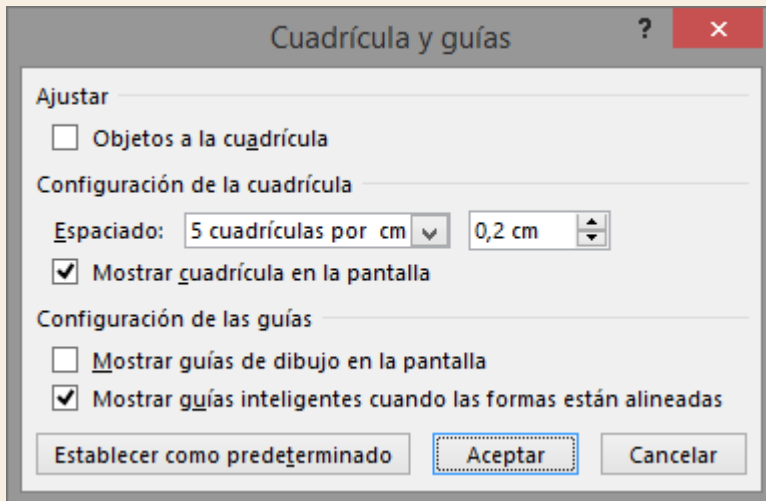 Cuadrícula y guías ?
Ajustar
Objetos a la cuadrícula
Configuración de la cuadrícula
Espaciado: 5 cuadrículas por cm 0,2 cm
Mostrar cuadrícula en la pantalla
Configuración de las guías
Mostrar guías de dibujo en la pantalla
Mostrar guías inteligentes cuando las formas están alineadas
Establecer como predeterminado Aceptar Cancelar